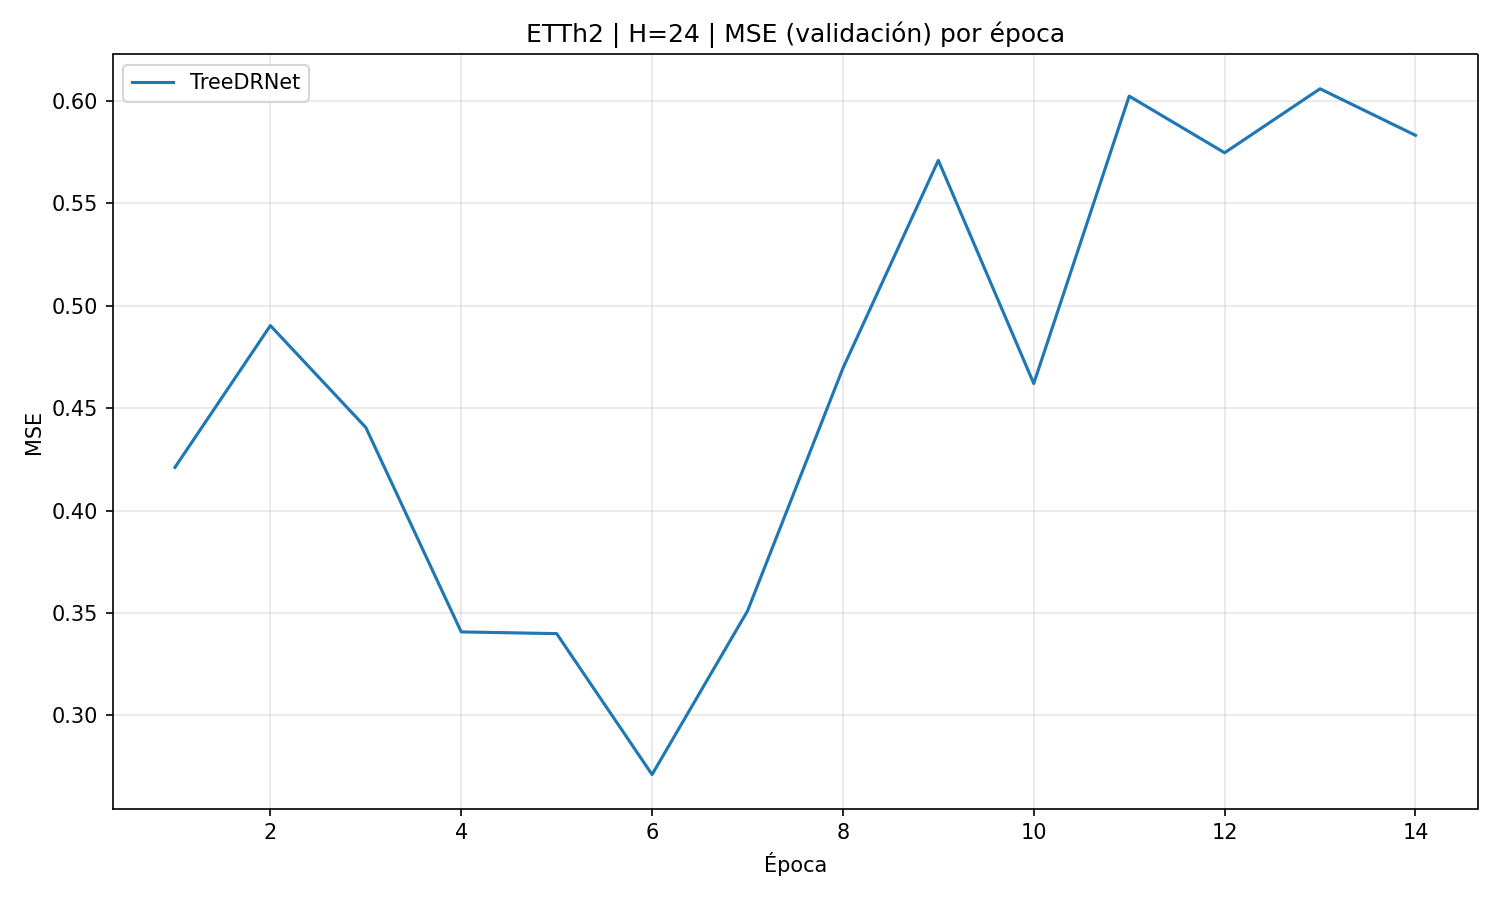 ETTh2 | H=24 | MSE (validación) por época
TreeDRNet
0.60
0.55
0.50
0.45
0.40
0.35
0.30
MSE
2 4 6 8 10 12 14
Época